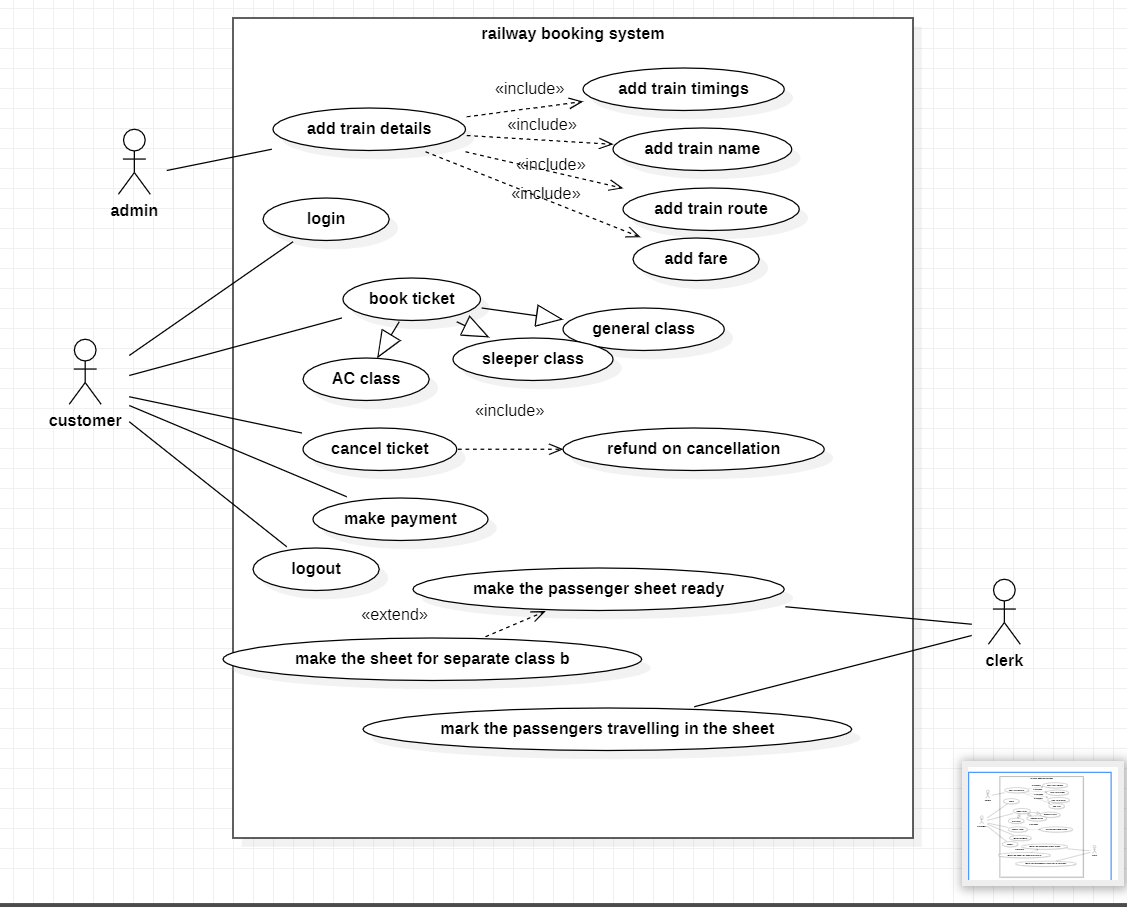 railway booking system
«include»
add train timings
add train details
«include»
add train name
«include»
«include»
add train route
admin
login
add fare
book ticket
general class
sleeper class
AC class
customer
«include»
cancel ticket
refund on cancellation
make payment
logout
make the passenger sheet ready
«extend»
make the sheet for separate class b
clerk
mark the passengers travelling in the sheet